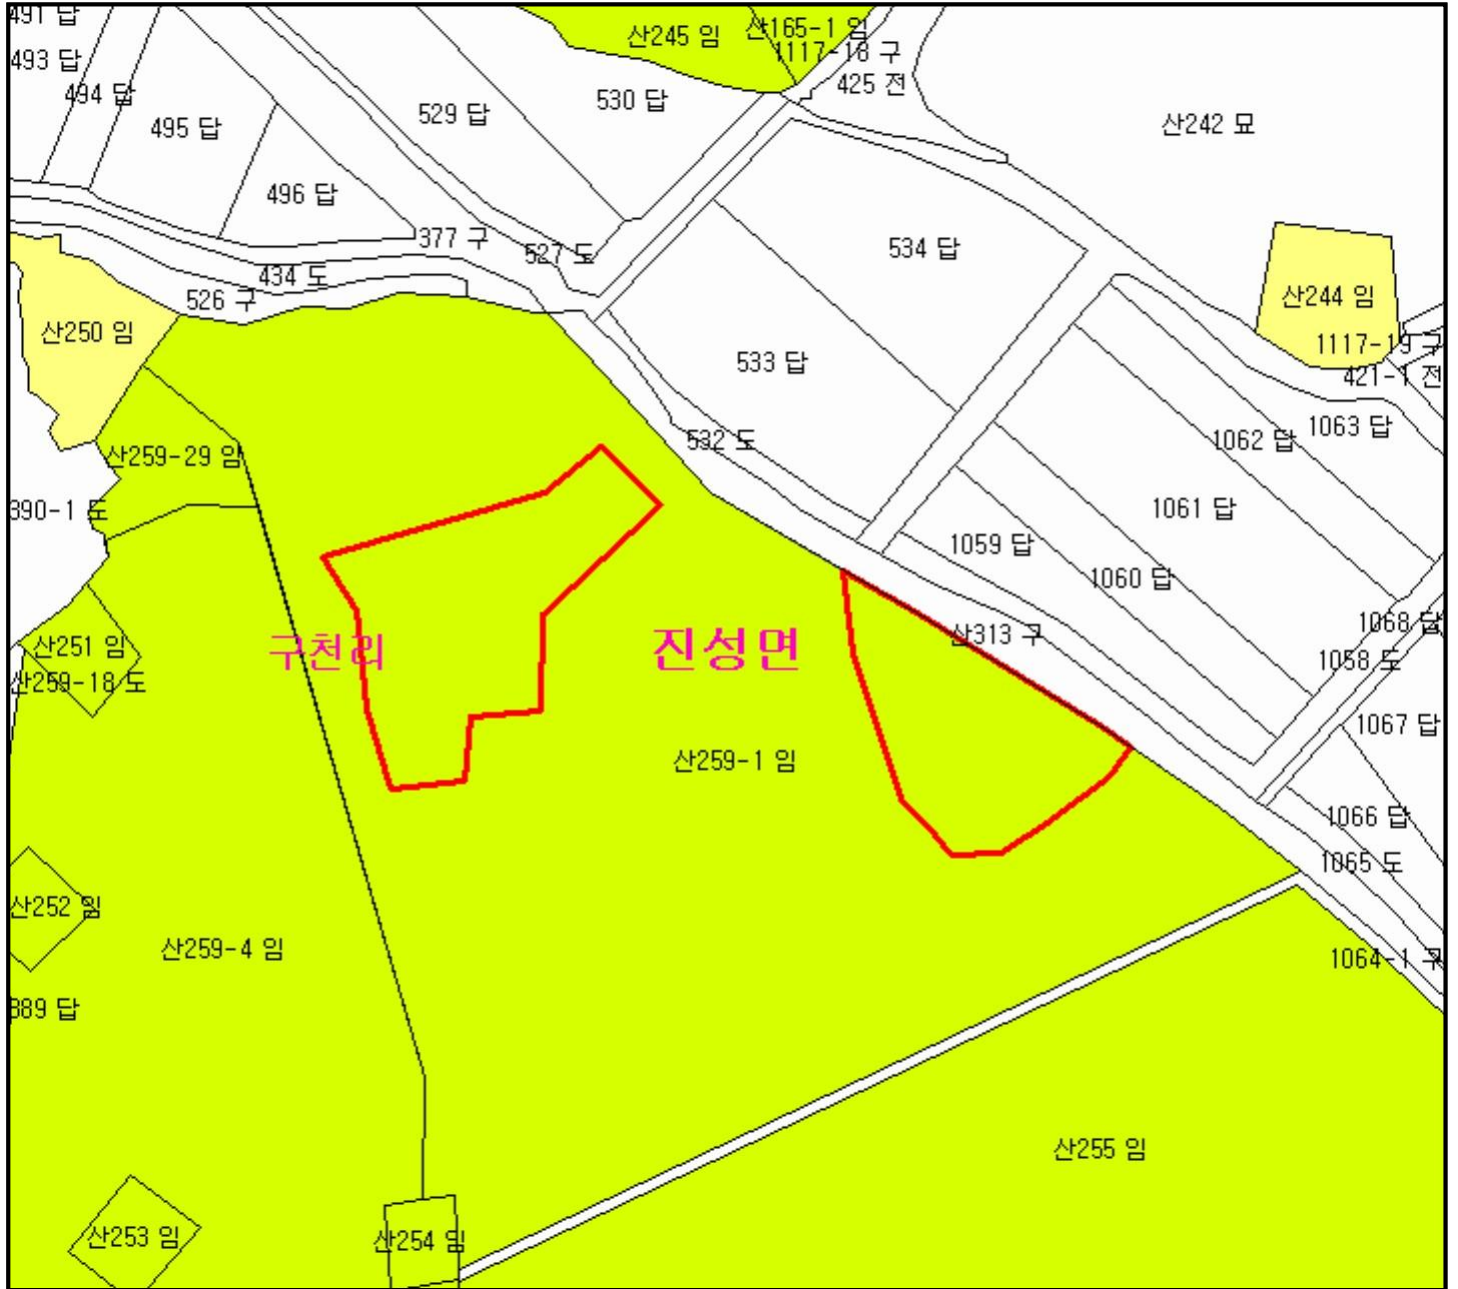 491 답
산245 임
산165-1 임
1117-18 구
493 답
425 전
494 답
530 답
529 답
495 답
산242 묘
496 답
377 구
534 답
527 도
434 도
526 구
산244 임
산250 임
1117-19 구
533 답
421-1 전
1063 답
532 도
1062 답
산259-29 임
390-1 도
1061 답
1059 답
1060 답
1068 답
산313 구
산251 임
구천리
진성면
1058 도
산259-18 도
1067 답
산259-1 임
1066 답
1065 도
산252 임
산259-4 임
1064-1 구
389 답
산255 임
산253 임
산254 임